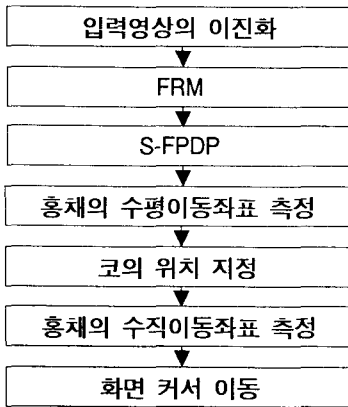 입력영상의 이진화
FRM
S-FPDP
홍채의 수평이동좌표 측정
코의 위치 지정
홍채의 수직이동좌표 측정
화면 커서 이동